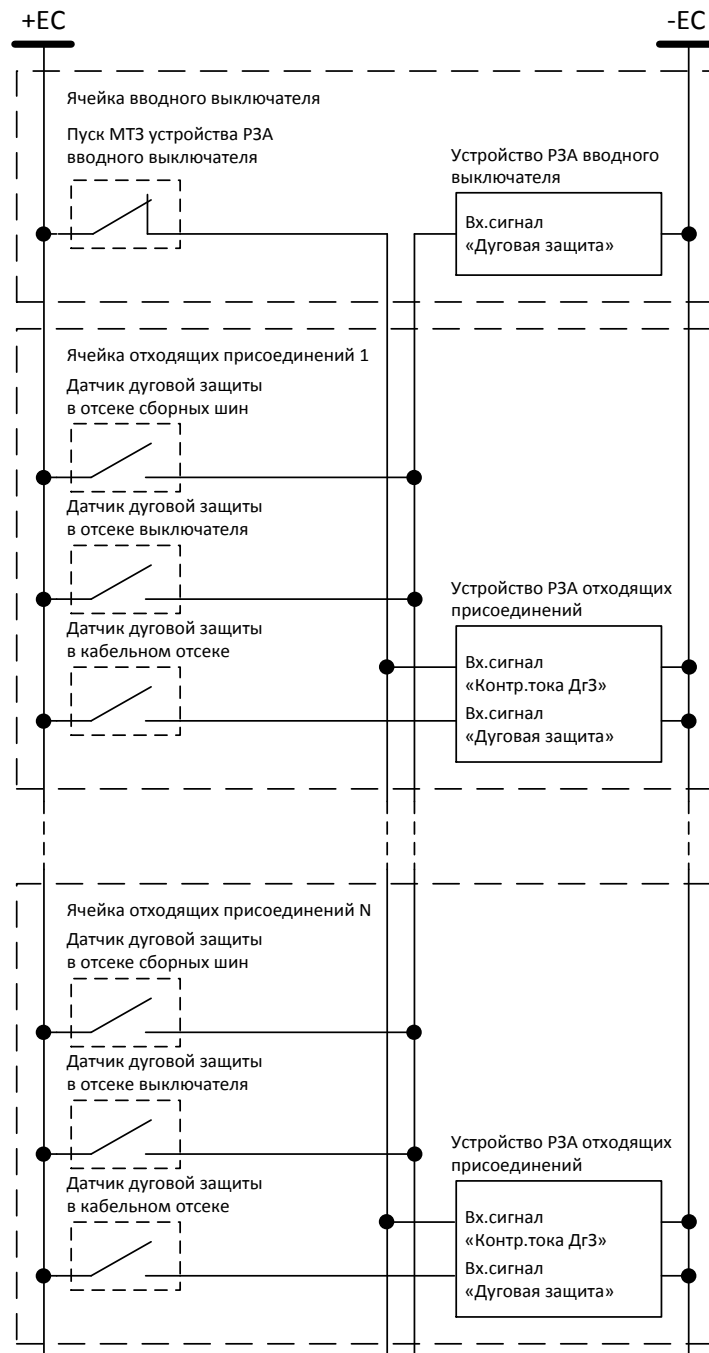 +ЕС
-ЕС
Ячейка вводного выключателя
Пуск МТЗ устройства РЗА
вводного выключателя
Устройство РЗА вводного
выключателя
Вх.сигнал
«Дуговая защита»
Ячейка отходящих присоединений 1
Датчик дуговой защиты
в отсеке сборных шин
Датчик дуговой защиты
в отсеке выключателя
Датчик дуговой защиты
в кабельном отсеке
Устройство РЗА отходящих
присоединений
Вх.сигнал
«Контр.тока ДгЗ»
Вх.сигнал
«Дуговая защита»
Ячейка отходящих присоединений N
Датчик дуговой защиты
в отсеке сборных шин
Датчик дуговой защиты
в отсеке выключателя
Датчик дуговой защиты
в кабельном отсеке
Устройство РЗА отходящих
присоединений
Вх.сигнал
«Контр.тока ДгЗ»
Вх.сигнал
«Дуговая защита»